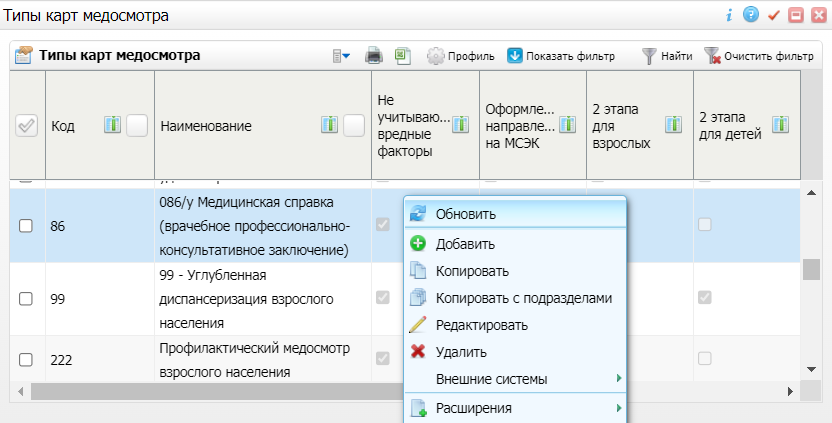 Типы карт медосмотра
Типы карт медосмотра
Профиль
Показать фильтр
Найти
Очистить фильтр
Код
Наименование
Не
учитываю...
вредные
факторы
Оформле...
направле...
на МСЭК
2 этапа
для
взрослых
2 этапа
для детей
86
086/у Медицинская справка
(врачебное профессионально-
консультативное заключение)
99
99 - Углубленная
диспансеризация взрослого
населения
222
Профилактический медосмотр
взрослого населения
Обновить
Добавить
Копировать
Копировать с подразделами
Редактировать
Удалить
Внешние системы
Расширения